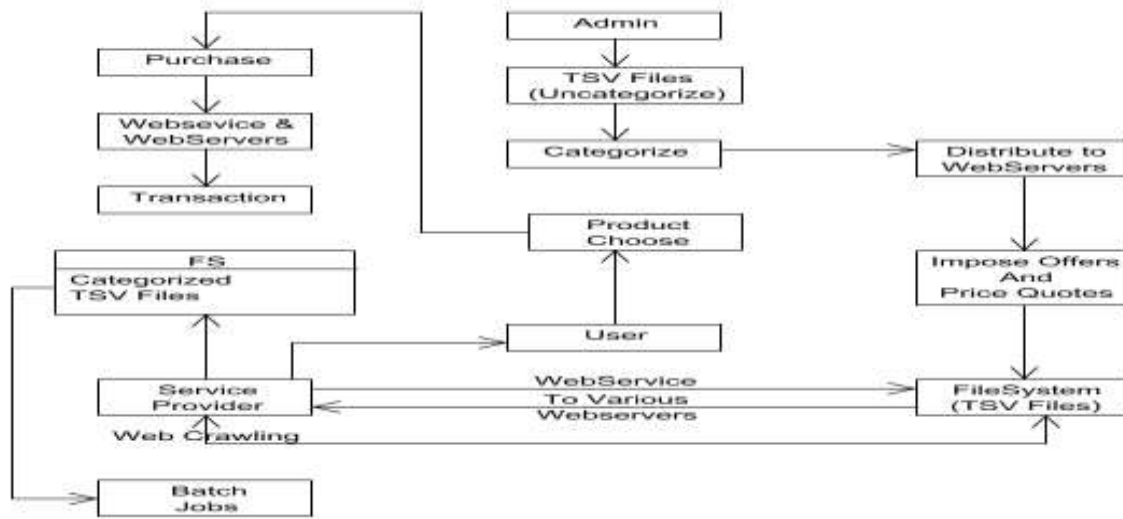 Admin
Purchase
TSV Files
(Uncategorize)
Websevice &
WebServers
Categorize
Distribute to
WebServers
Transaction
Product
Choose
FS
Categorized
TSV Files
Impose Offers
And
Price Quotes
User
Service
Provider
WebService
To Various
Webservers
FileSystem
(TSV Files)
Web Crawling
Batch
Jobs